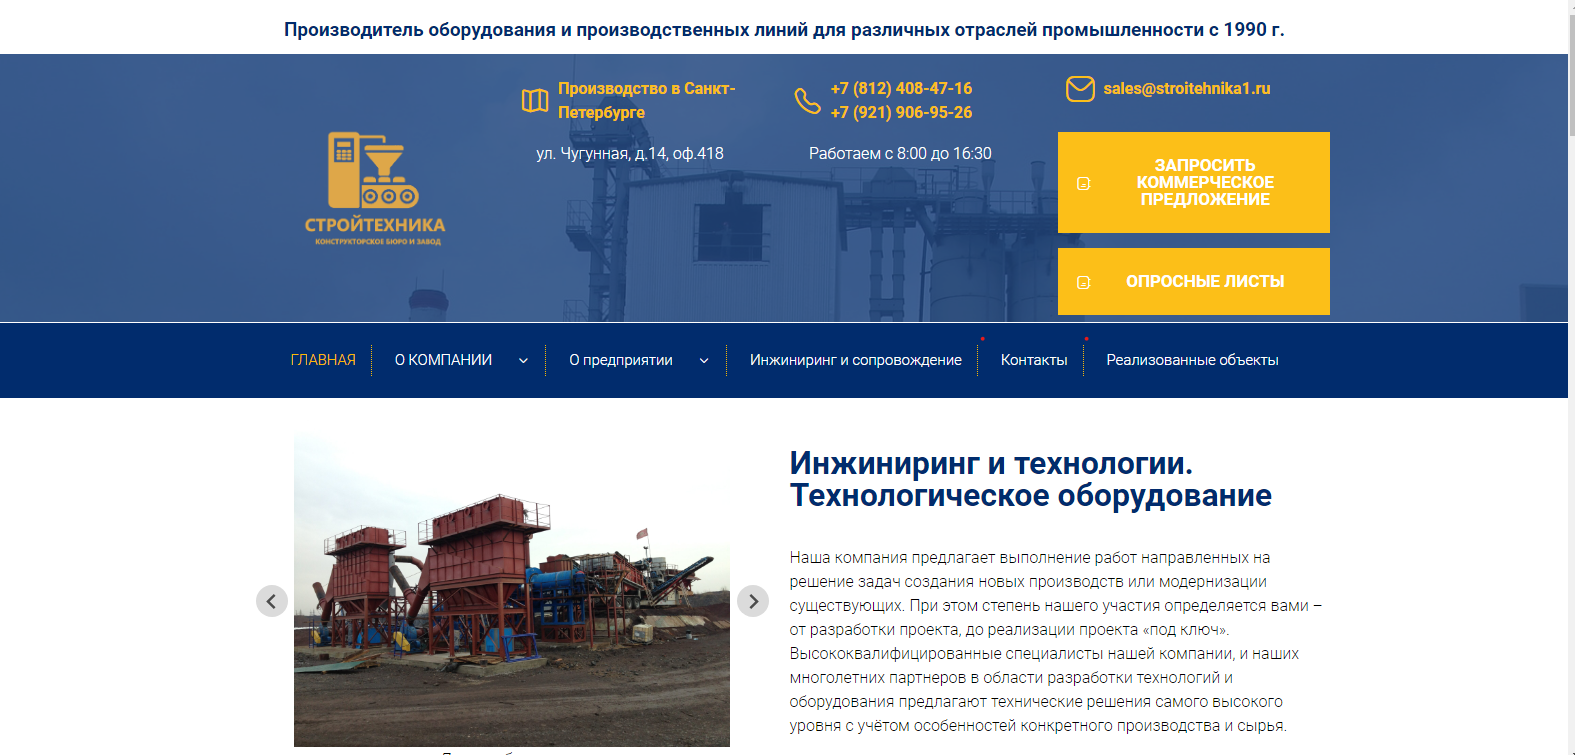 Производитель оборудования и производственных линий для различных отраслей промышленности с 1990 г.
Производство в Санкт-
Петербурге
ул. Чугунная, д.14, оф.418
+7 (812) 408-47-16
+7 (921) 906-95-26
Работаем с 8:00 до 16:30
sales@stroitehnika1.ru
ЗАПРОСИТЬ
КОММЕРЧЕСКОЕ
ПРЕДЛОЖЕНИЕ
ОПРОСНЫЕ ЛИСТЫ
СТРОЙТЕХНИКА
КОНСТРУКТОРСКОЕ БЮРО И ЗАВОД
ГЛАВНАЯ
О КОМПАНИИ
О предприятии
Инжиниринг и сопровождение
Контакты
Реализованные объекты
Инжиниринг и технологии.
Технологическое оборудование
Наша компания предлагает выполнение работ направленных на
решение задач создания новых производств или модернизации
существующих. При этом степень нашего участия определяется вами –
от разработки проекта, до реализации проекта «под ключ».
Высококвалифицированные специалисты нашей компании, и наших
многолетних партнеров в области разработки технологий и
оборудования предлагают технические решения самого высокого
уровня с учётом особенностей конкретного производства и сырья.